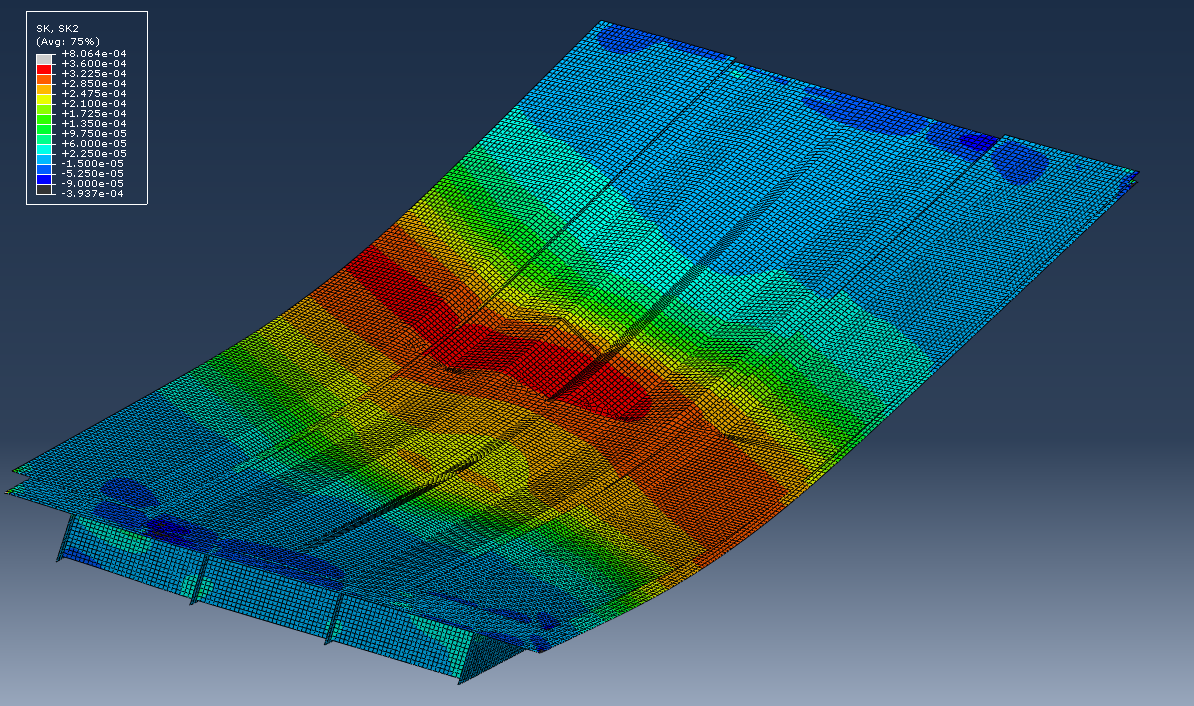 SK, SK2
(Avg: 75%)
+8.064e-04
+3.600e-04
+3.225e-04
+2.850e-04
+2.475e-04
+2.100e-04
+1.725e-04
+1.350e-04
+9.750e-05
+6.000e-05
+2.250e-05
-1.500e-05
-5.250e-05
-9.000e-05
-3.937e-04